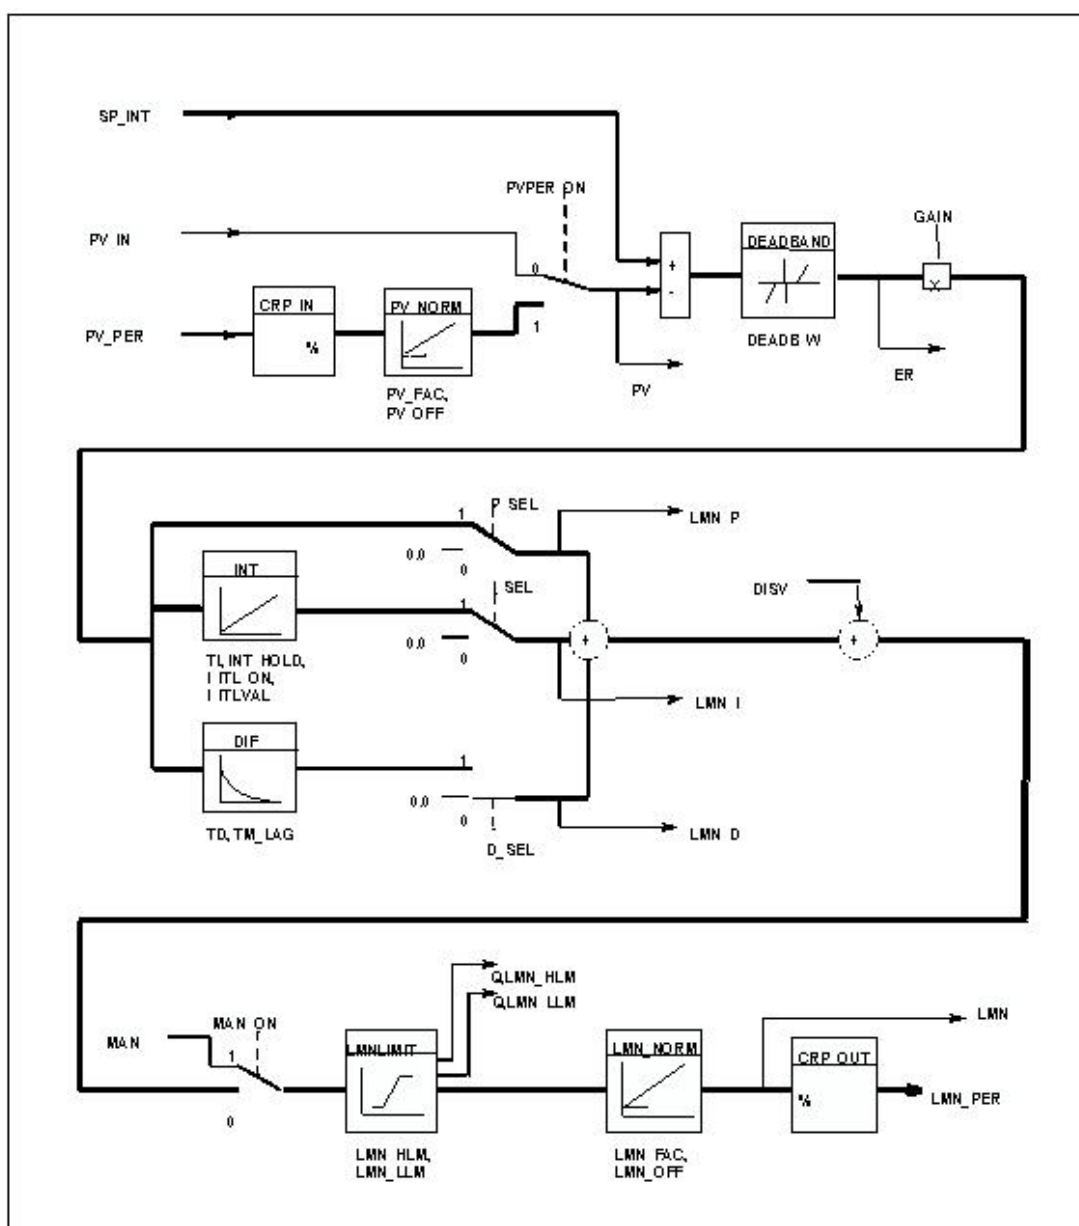 SP_INT
PVPER ON
GAIN
PV IN
DEADBAND
0
+
-
X
CRP IN
PV NORM
PV_PER
%
1
DEADB W
PV
ER
PV_FAC,
PV OFF
P SEL
1
LMN P
0.0
0
INT
I SEL
1
DISV
0.0
0
+
+
TI, INT HOLD,
I ITL ON,
I ITLVAL
LMN I
DIF
1
0.0
0
TD, TM_LAG
D_SEL
LMN D
QLMN_HLM
QLMN LLM
MAN ON
MAN
1
LMNLIMIT
LMN_NORM
LMN
CRP OUT
%
LMN_PER
0
LMN HLM,
LMN_LLM
LMN FAC,
LMN_OFF